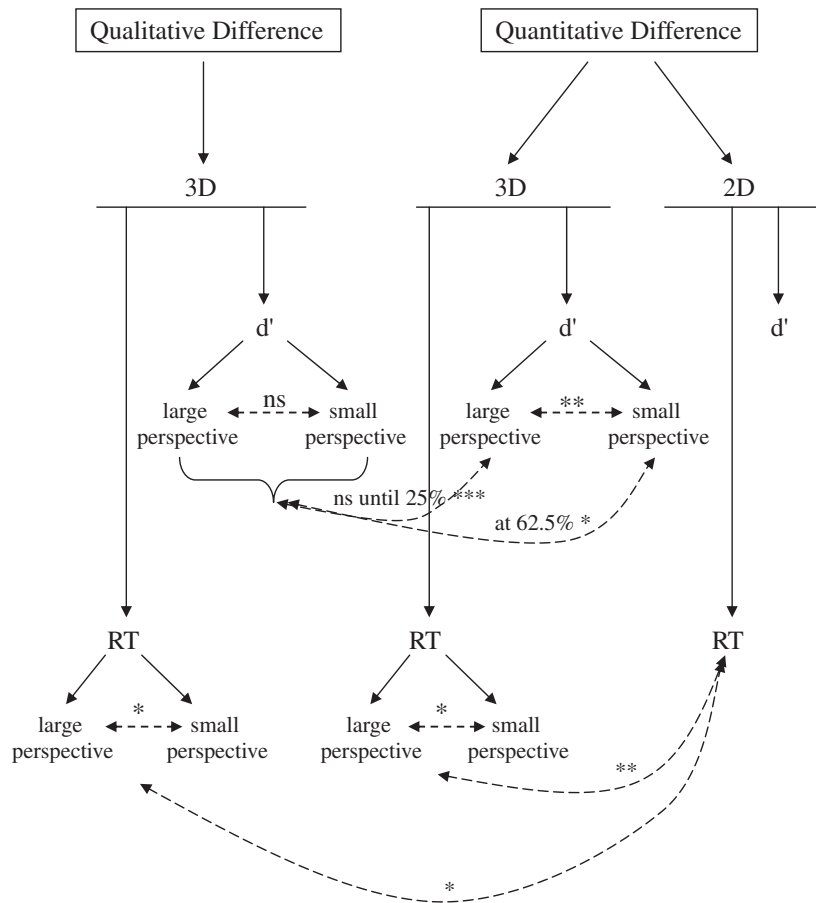 Qualitative Difference
Quantitative Difference
3D
3D
2D
d'
d'
d'
large
perspective
ns
small
perspective
large
perspective
**
small
perspective
ns until 25% ***
at 62.5% *
RT
RT
RT
large
perspective
*
small
perspective
large
perspective
*
small
perspective
**
*